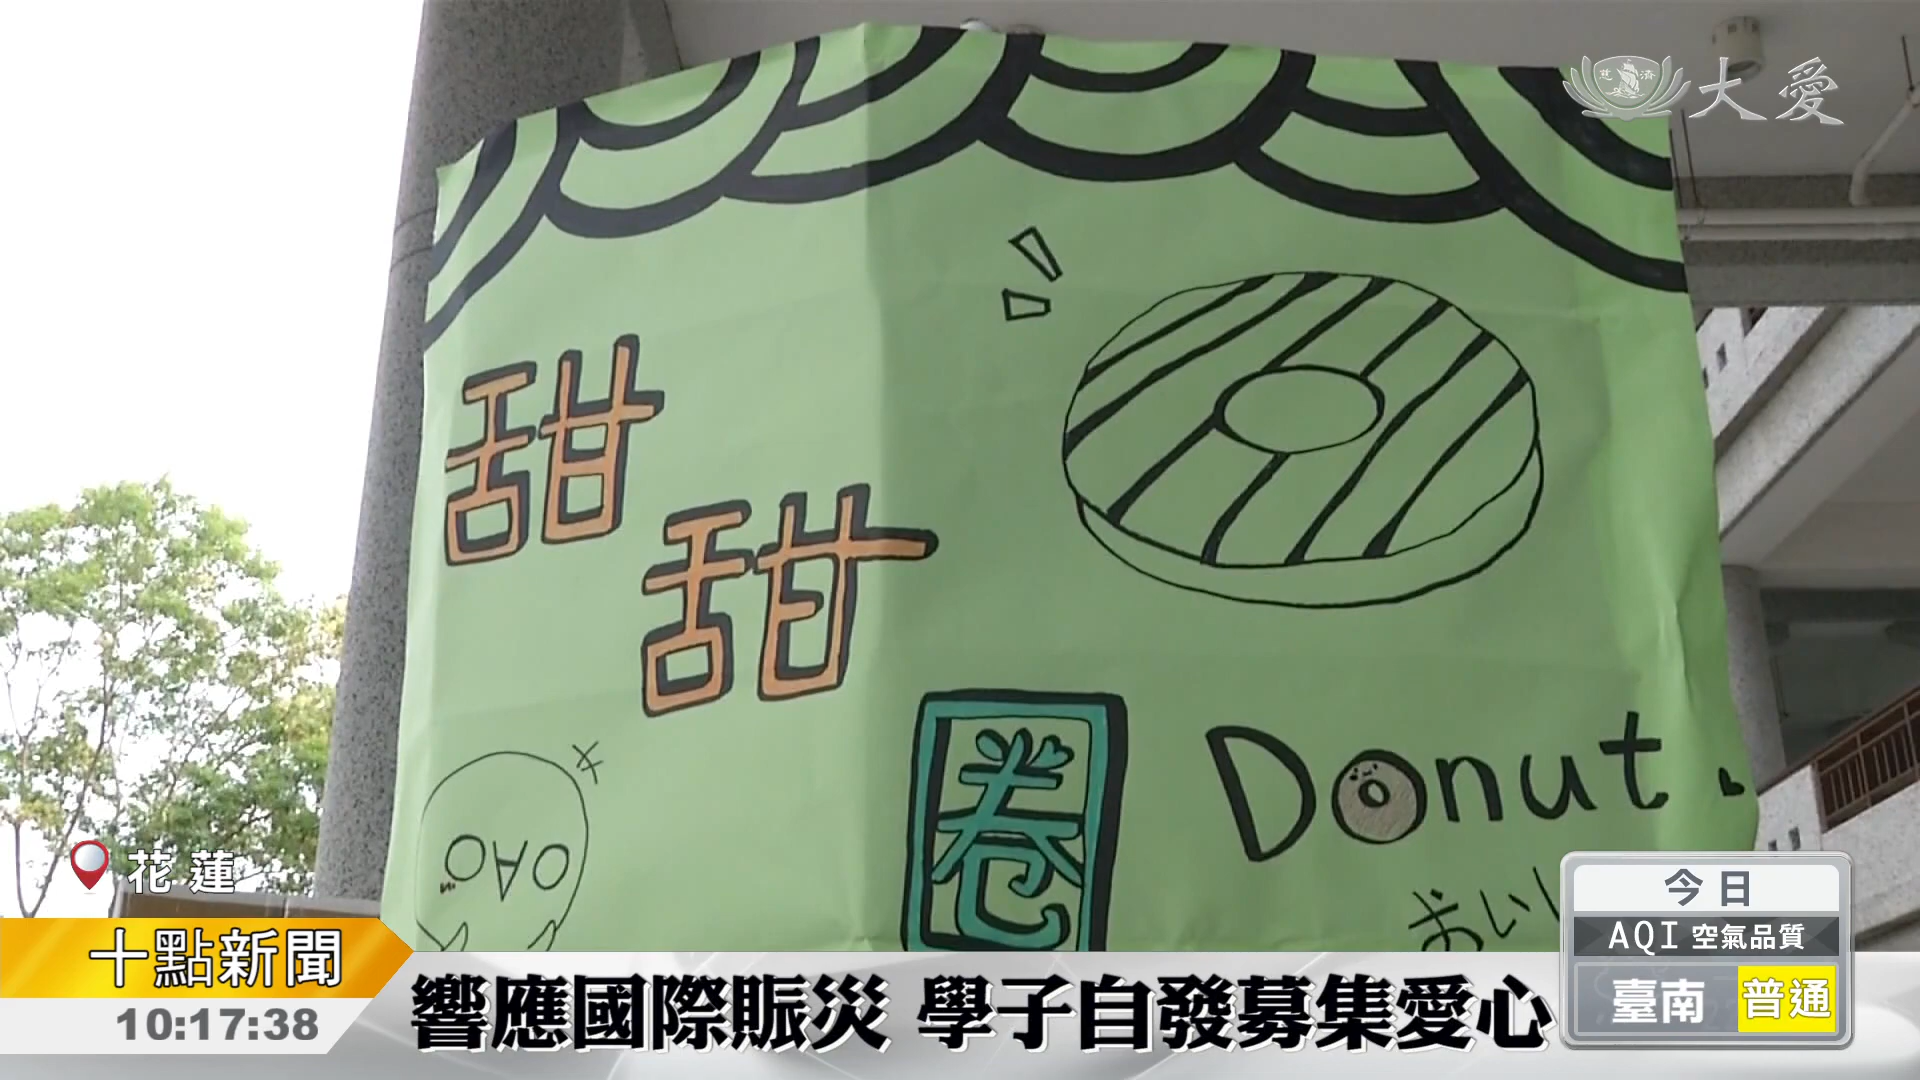 慈濟 大愛
甜
甜
圈
Donut
おいし
OAO
花蓮
十點新聞
10:17:38
響應國際賑災 學子自發募集愛心
今日
AQI 空氣品質
臺南 普通